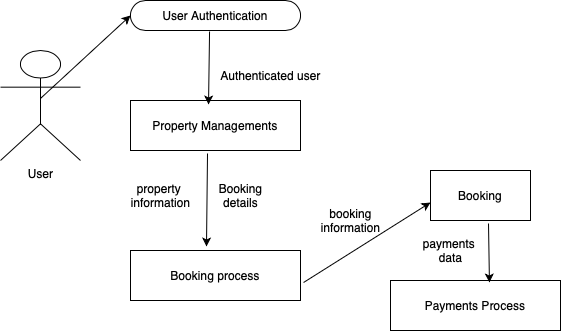 User Authentication
Authenticated user
Property Managements
User
property
information
Booking
details
Booking
booking
information
payments
data
Booking process
Payments Process